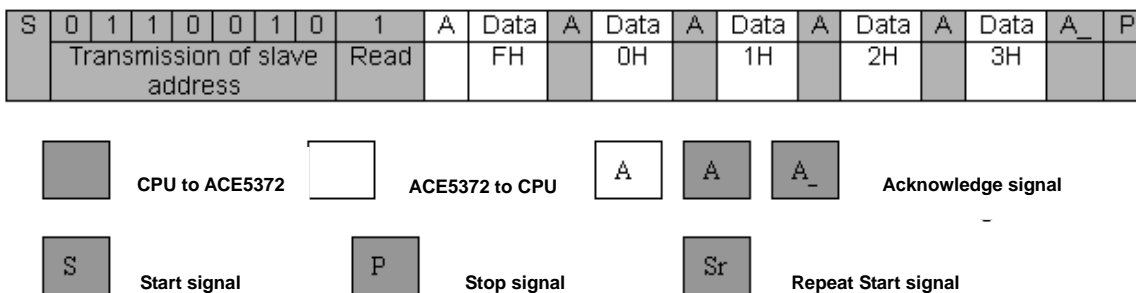 S 0 1 1 0 0 1 0 1 A Data A Data A Data A Data A Data A_ P
Transmission of slave address Read FH 0H 1H 2H 3H
CPU to ACE5372 ACE5372 to CPU A A A_ Acknowledge signal
S Start signal P Stop signal Sr Repeat Start signal